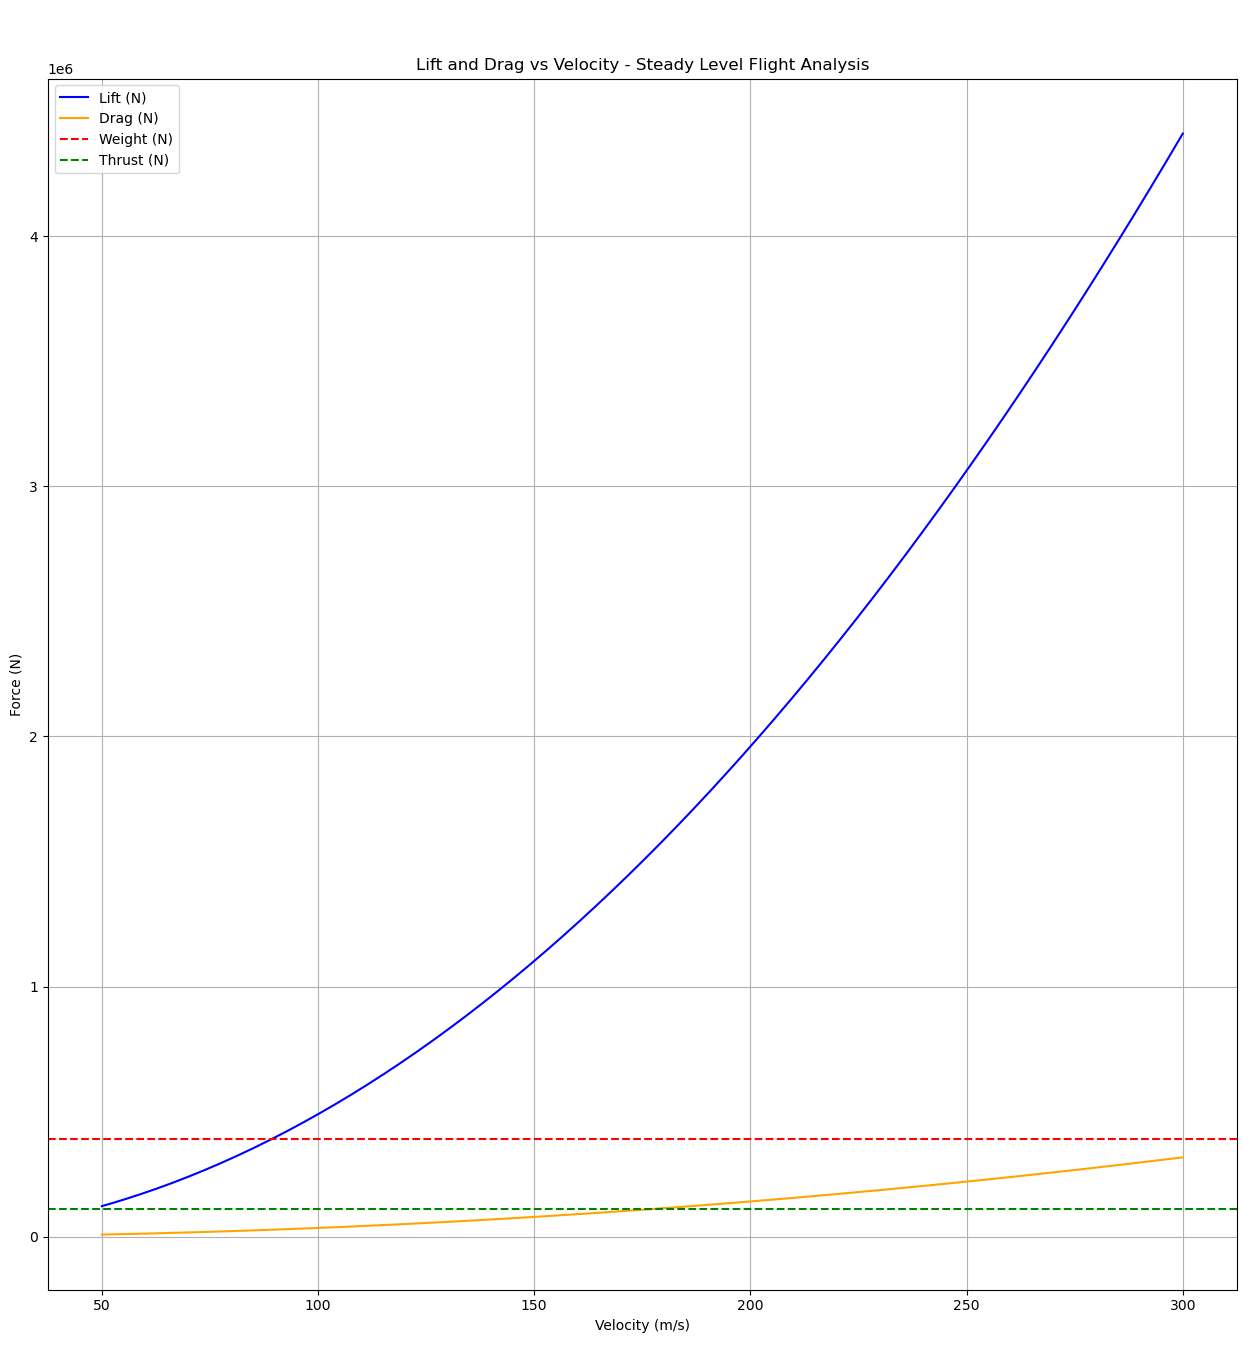 Lift and Drag vs Velocity - Steady Level Flight Analysis
1e6
Lift (N)
Drag (N)
Weight (N)
Thrust (N)
4
3
2
1
0
Force (N)
50 100 150 200 250 300
Velocity (m/s)